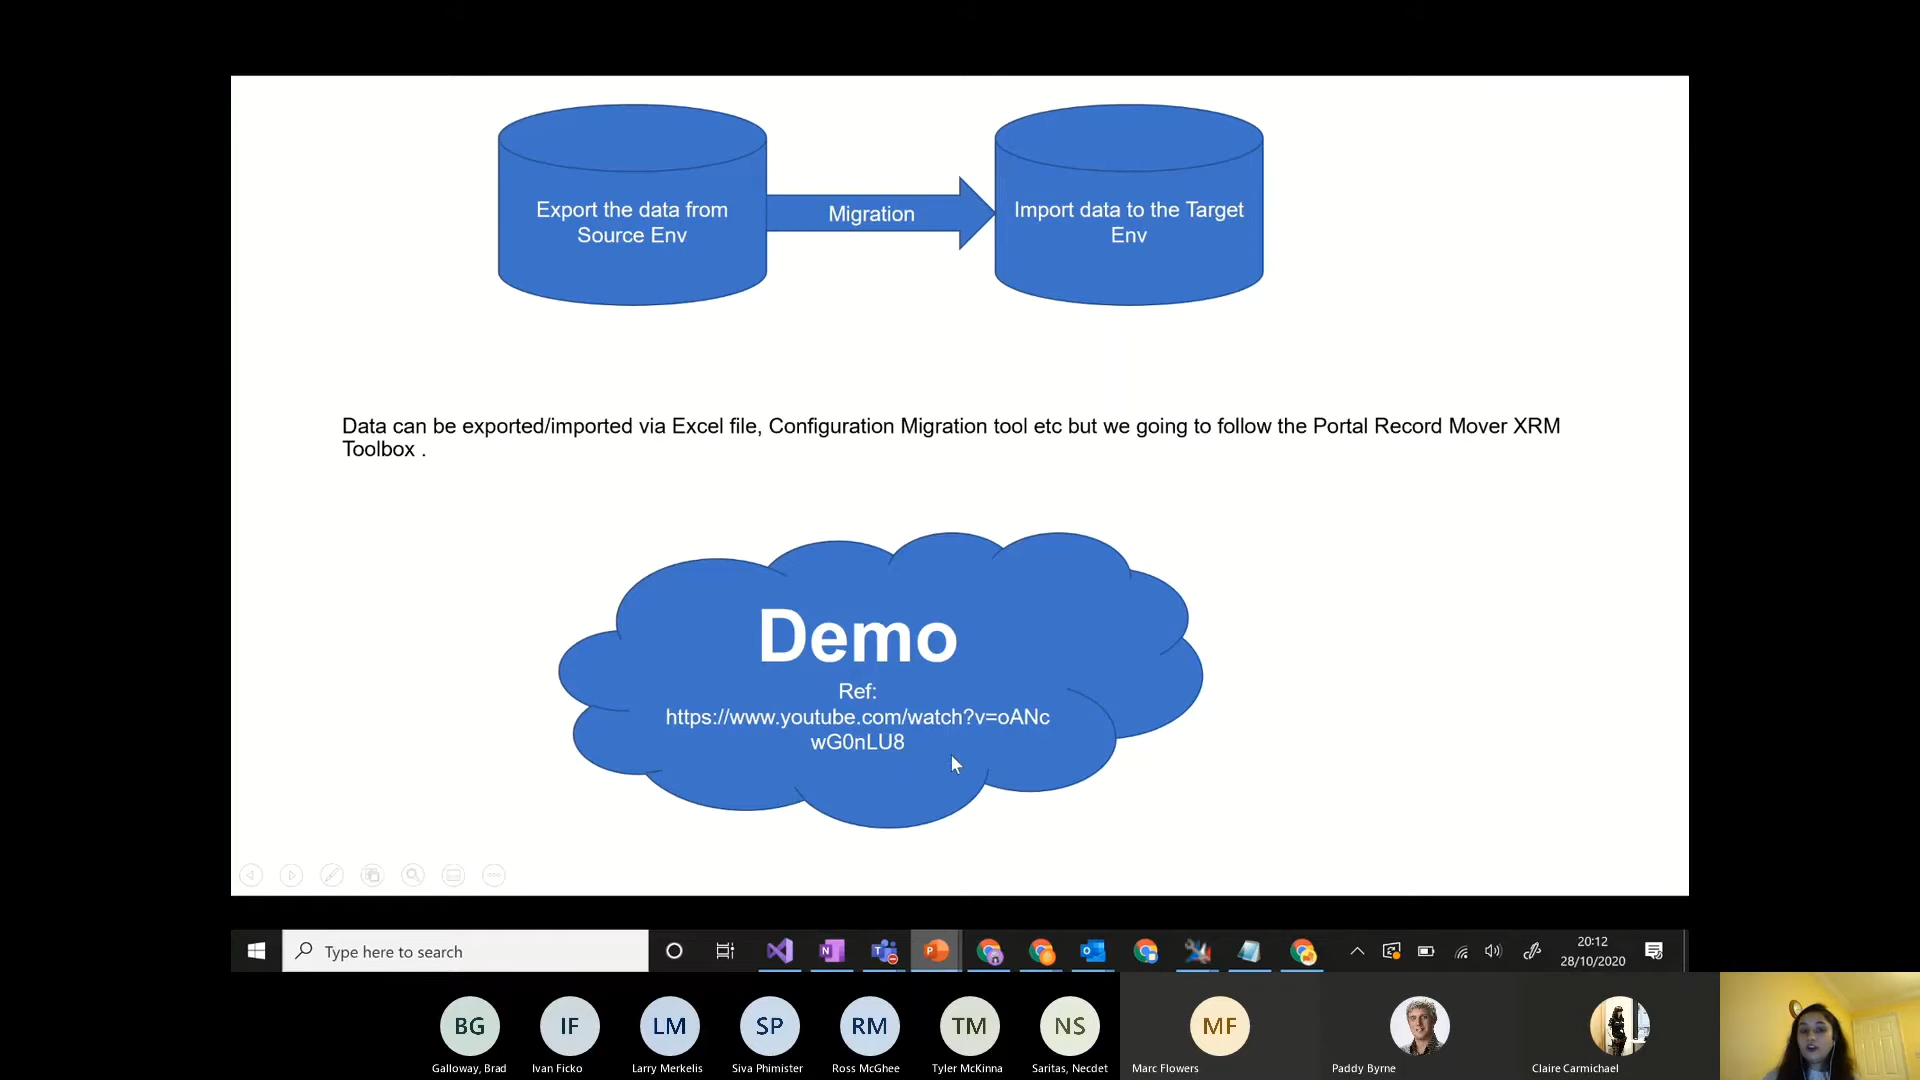 Export the data from
Source Env
Migration
Import data to the Target
Env
Data can be exported/imported via Excel file, Configuration Migration tool etc but we going to follow the Portal Record Mover XRM
Toolbox .
Demo
Ref:
https://www.youtube.com/watch?v=oANc
wG0nLU8
Type here to search
20:12
28/10/2020
BG
IF
LM
SP
RM
TM
NS
MF
Galloway, Brad
Ivan Ficko
Larry Merkelis
Siva Phimister
Ross McGhee
Tyler McKinna
Saritas, Necdet
Marc Flowers
Paddy Byrne
Claire Carmichael